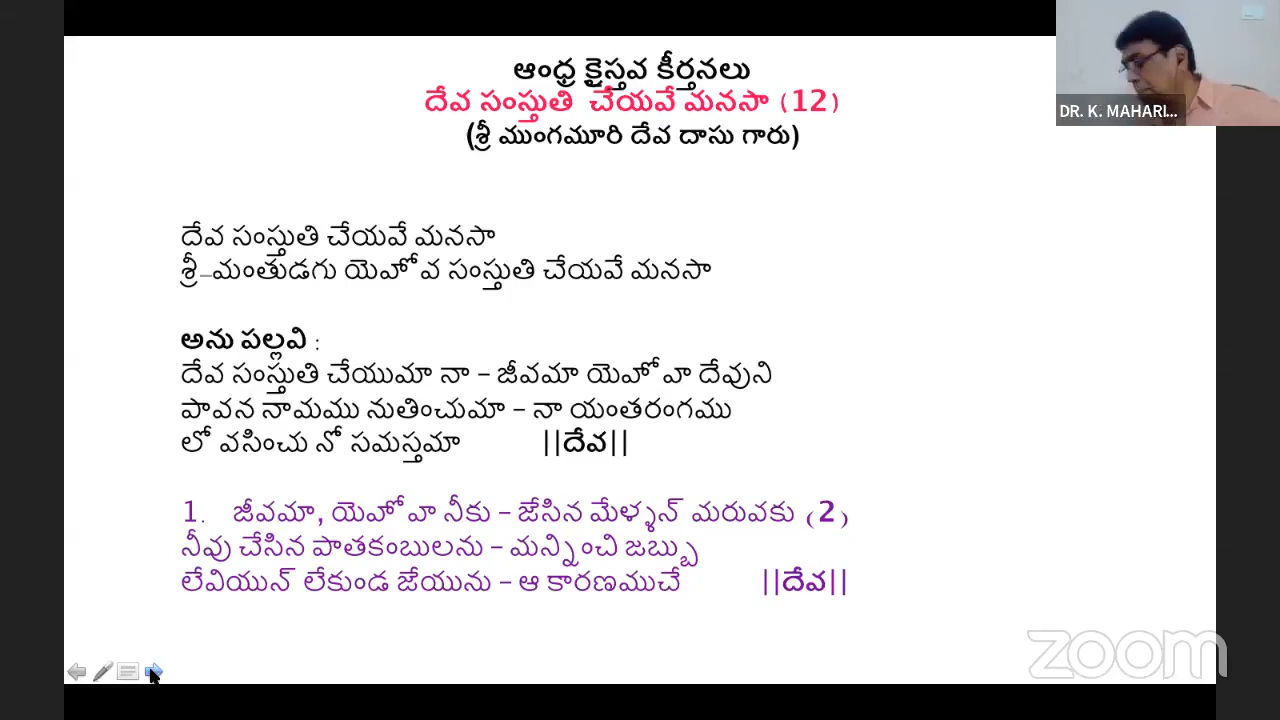 ఆంధ్ర క్రైస్తవ కీర్తనలు
దేవ సంస్తుతి చేయవే మనసా (12)
(శ్రీ ముంగమూరి దేవ దాసు గారు)
DR. K. MAHARI...
దేవ సంస్తుతి చేయవే మనసా
శ్రీ-మంతుడగు యెహోవ సంస్తుతి చేయవే మనసా
అను పల్లవి :
దేవ సంస్తుతి చేయుమా నా - జీవమా యెహోవా దేవుని
పావన నామము నుతించుమా - నా యంతరంగము
లో వసించు నో సమస్తమా ||దేవ||
1. జీవమా, యెహోవా నీకు - జేసిన మేళ్ళన్ మరువకు (2)
నీవు చేసిన పాతకంబులను - మన్నించి జబ్బు
లేవియున్ లేకుండ జేయును - ఆ కారణముచే ||దేవ||
zoom